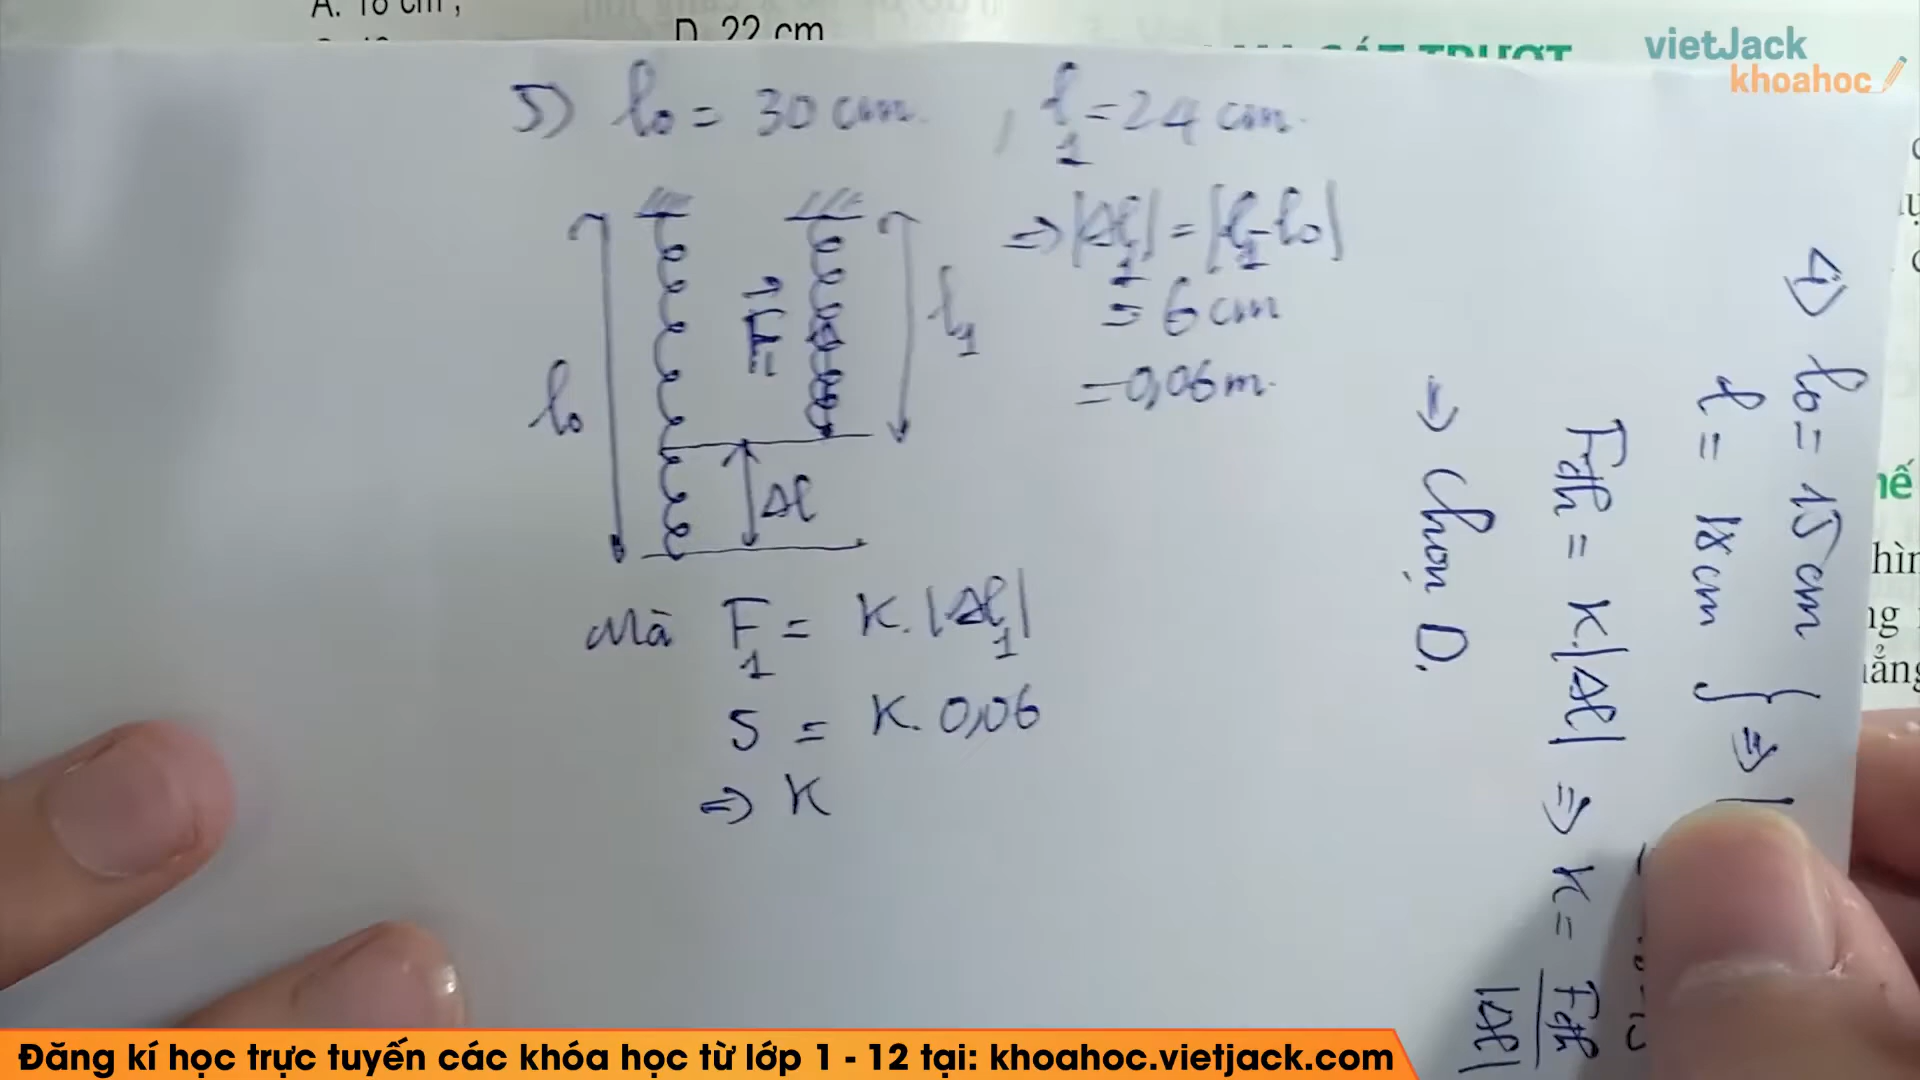 D. 22 cm
vietJack
khoahoc
5) l₀ = 30 cm. , l₁ = 24 cm.
⇒ |Δl₁| = |l₁ - l₀|
= 6 cm
= 0,06 m.
l₀
F
l₁
Δl
Mà F₁ = K. |Δl₁|
5 = K. 0,06
⇒ K
4) l₀ = 15 cm
l = 18 cm } ⇒ |
Fđh = K.|Δl| ⇒ K = Fđh / |Δl|
→ Chọn D.
Đăng kí học trực tuyến các khóa học từ lớp 1 - 12 tại: khoahoc.vietjack.com